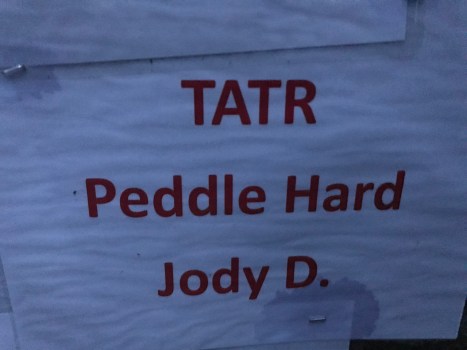 TATR
Peddle Hard
Jody D.